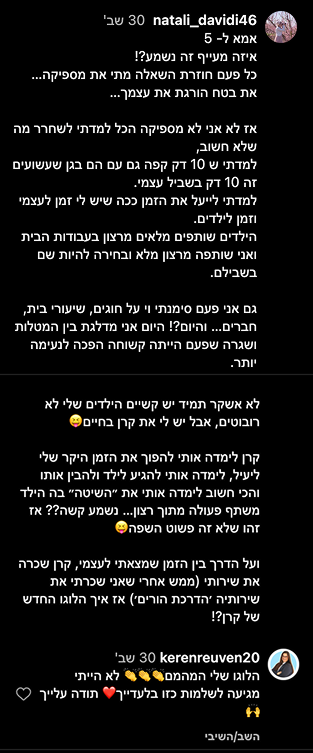 natali_davidi46 30 שב'
אמא ל- 5
איזה מעייף זה נשמע?!
כל פעם חוזרת השאלה מתי את מספיקה...
את בטח הורגת את עצמך...
אז לא אני לא מספיקה הכל למדתי לשחרר מה
שלא חשוב,
למדתי ש 10 דק קפה גם עם הם בגן שעשועים
זה 10 דק בשביל עצמי.
למדתי לייעל את הזמן ככה שיש לי זמן לעצמי
וזמן לילדים.
הילדים שותפים מלאים מרצון בעבודות הבית
ואני שותפה מרצון מלא ובחירה להיות שם
בשבילם.
גם אני פעם סימנתי וי על חוגים, שיעורי בית,
חברים... והיום?! היום אני מדלגת בין המטלות
ושגרה שפעם הייתה קשוחה הפכה לנעימה
יותר.
לא אשקר תמיד יש קשיים הילדים שלי לא
רובוטים, אבל יש לי את קרן בחיים😝
קרן לימדה אותי להפוך את הזמן היקר שלי
ליעיל, לימדה אותי להגיע לילד ולהבין אותו
והכי חשוב לימדה אותי את ״השיטה״ בה הילד
משתף פעולה מתוך רצון... נשמע קשה?? אז
זהו שלא זה פשוט השפה😝
ועל הדרך בין הזמן שמצאתי לעצמי, קרן שכרה
את שירותי (ממש אחרי שאני שכרתי את
שירותיה ׳הדרכת הורים׳) אז איך הלוגו החדש
של קרן?!
kerenreuven20 30 שב'
הלוגו שלי המהמם👏👏👏 לא הייתי
מגיעה לשלמות כזו בלעדייך❤️ תודה עלייך
🙌
השב/השיבי